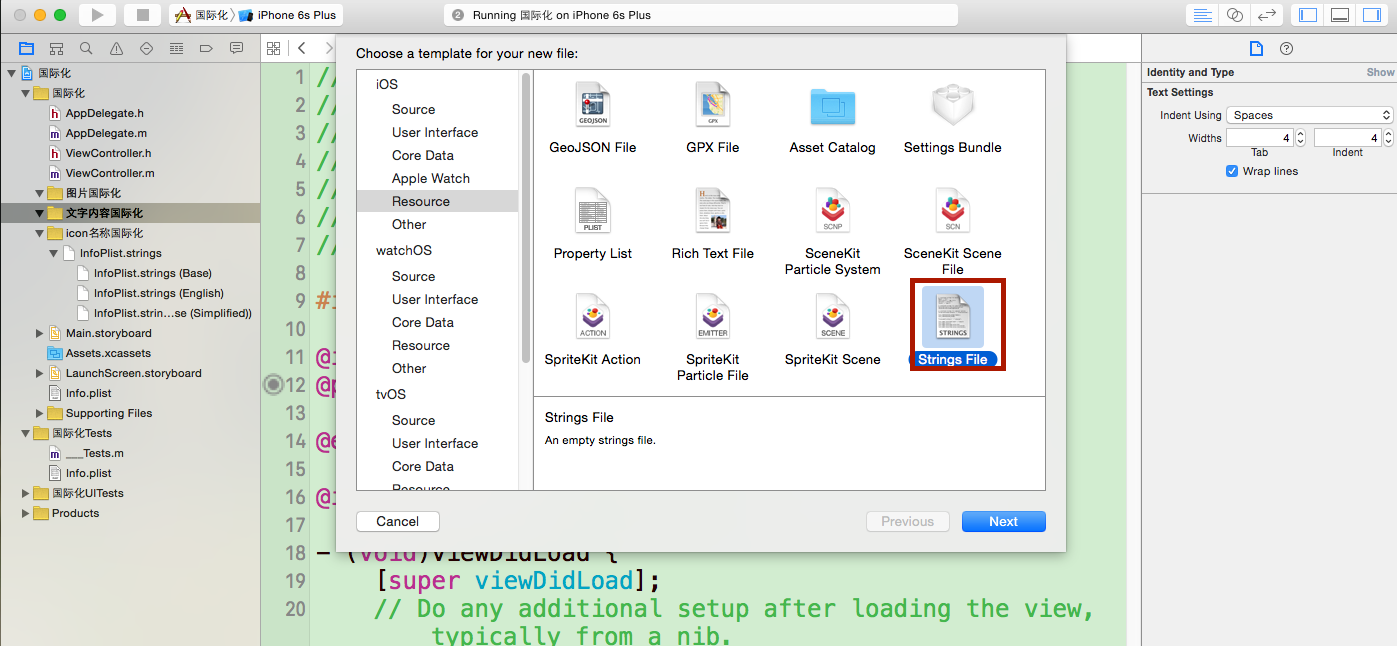 国际化 iPhone 6s Plus
2 Running 国际化 on iPhone 6s Plus
国际化
国际化
AppDelegate.h
AppDelegate.m
ViewController.h
ViewController.m
图片国际化
文字内容国际化
icon名称国际化
InfoPlist.strings
InfoPlist.strings (Base)
InfoPlist.strings (English)
InfoPlist.strin...se (Simplified))
Main.storyboard
Assets.xcassets
LaunchScreen.storyboard
Info.plist
Supporting Files
国际化Tests
___Tests.m
Info.plist
国际化UITests
Products
Choose a template for your new file:
iOS
Source
User Interface
Core Data
Apple Watch
Resource
Other
watchOS
Source
User Interface
Core Data
Resource
Other
tvOS
Source
User Interface
Core Data
Resource
GEOJSON
GeoJSON File
GPX
GPX File
Asset Catalog
Settings Bundle
PLIST
Property List
Rich Text File
SCNP
SceneKit
Particle System
SCN
SceneKit Scene
File
ACTION
SpriteKit Action
EMITTER
SpriteKit
Particle File
SCENE
SpriteKit Scene
STRINGS
Strings File
Strings File
An empty strings file.
Cancel
Previous
Next
1 //
2 //
3 //
4 //
5 //
6 //
7 //
8
9 #i
10
11 @i
12 @p
13
14 @e
15
16 @i
17
18 - (void)viewDidLoad {
19 [super viewDidLoad];
20 // Do any additional setup after loading the view,
typically from a nib.
Identity and Type Show
Text Settings
Indent Using Spaces
Widths 4 4
Tab Indent
Wrap lines